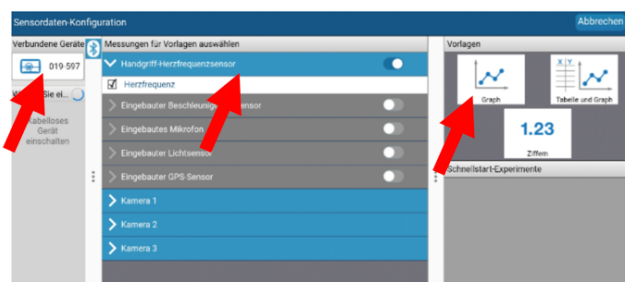 Sensordaten-Konfiguration
Abbrechen
Verbundene Geräte
019-597
Sie ei...
Gerät
einschalten
Messungen für Vorlagen auswählen
Handgriff-Herzfrequenzsensor
Herzfrequenz
Eingebauter
Eingebautes Mikrofon
Eingebauter Lichtsensor
Eingebauter GPS-Sensor
Kamera 1
Kamera 2
Kamera 3
Vorlagen
Graph
X Y
Tabelle und Graph
1.23
Ziffern
Schnellstart-Experimente